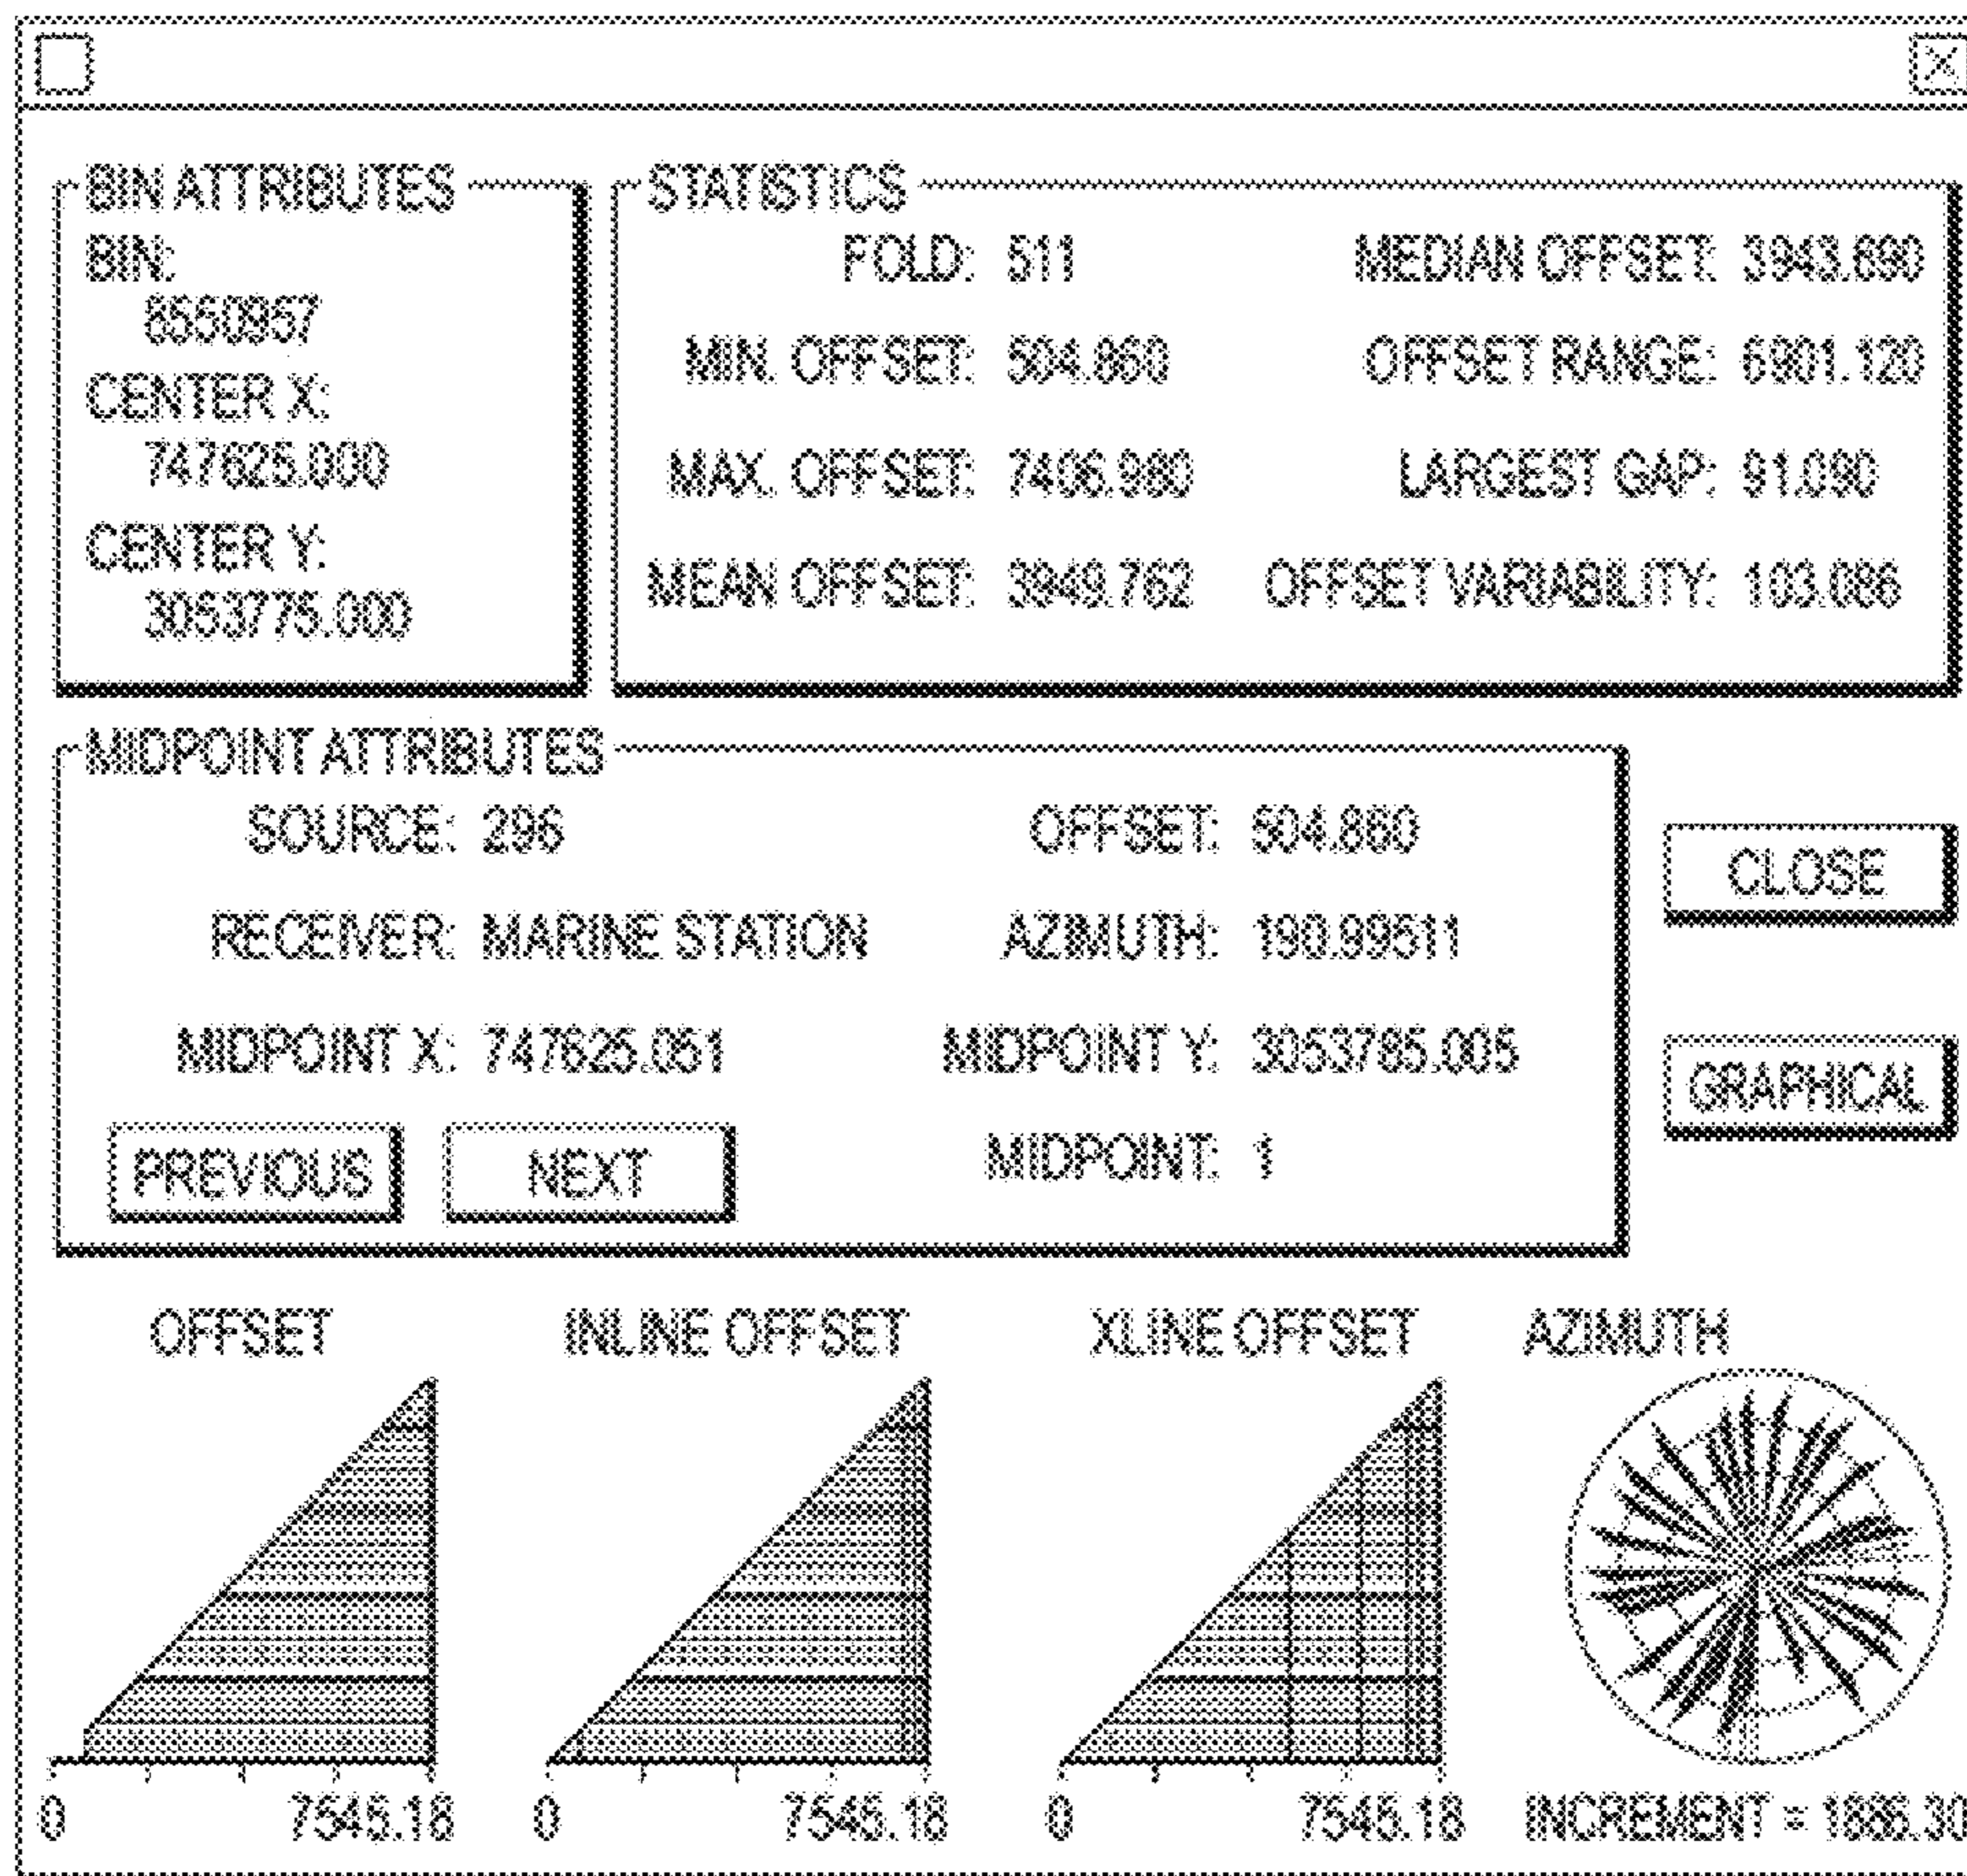 BIN ATTRIBUTES
BIN:
CENTER X:
747625.000
CENTER Y:
3053775.000
STATISTICS
FOLD: 511
MEDIAN OFFSET:
MIN. OFFSET: 504.860
OFFSET RANGE: 6901.120
MAX. OFFSET: 7405.980
LARGEST GAP: 91.090
MEAN OFFSET: 3949.762
OFFSET VARIABILITY: 103.086
MIDPOINT ATTRIBUTES
SOURCE: 296
OFFSET: 504.860
RECEIVER: MARINE STATION
AZIMUTH: 190.99511
MIDPOINT X: 747625.051
MIDPOINT Y: 3053785.005
PREVIOUS
NEXT
MIDPOINT: 1
CLOSE
GRAPHICAL
OFFSET
INLINE OFFSET
XLINE OFFSET
AZIMUTH
0 7545.18
0 7545.18
0 7545.18
INCREMENT = 1886.30